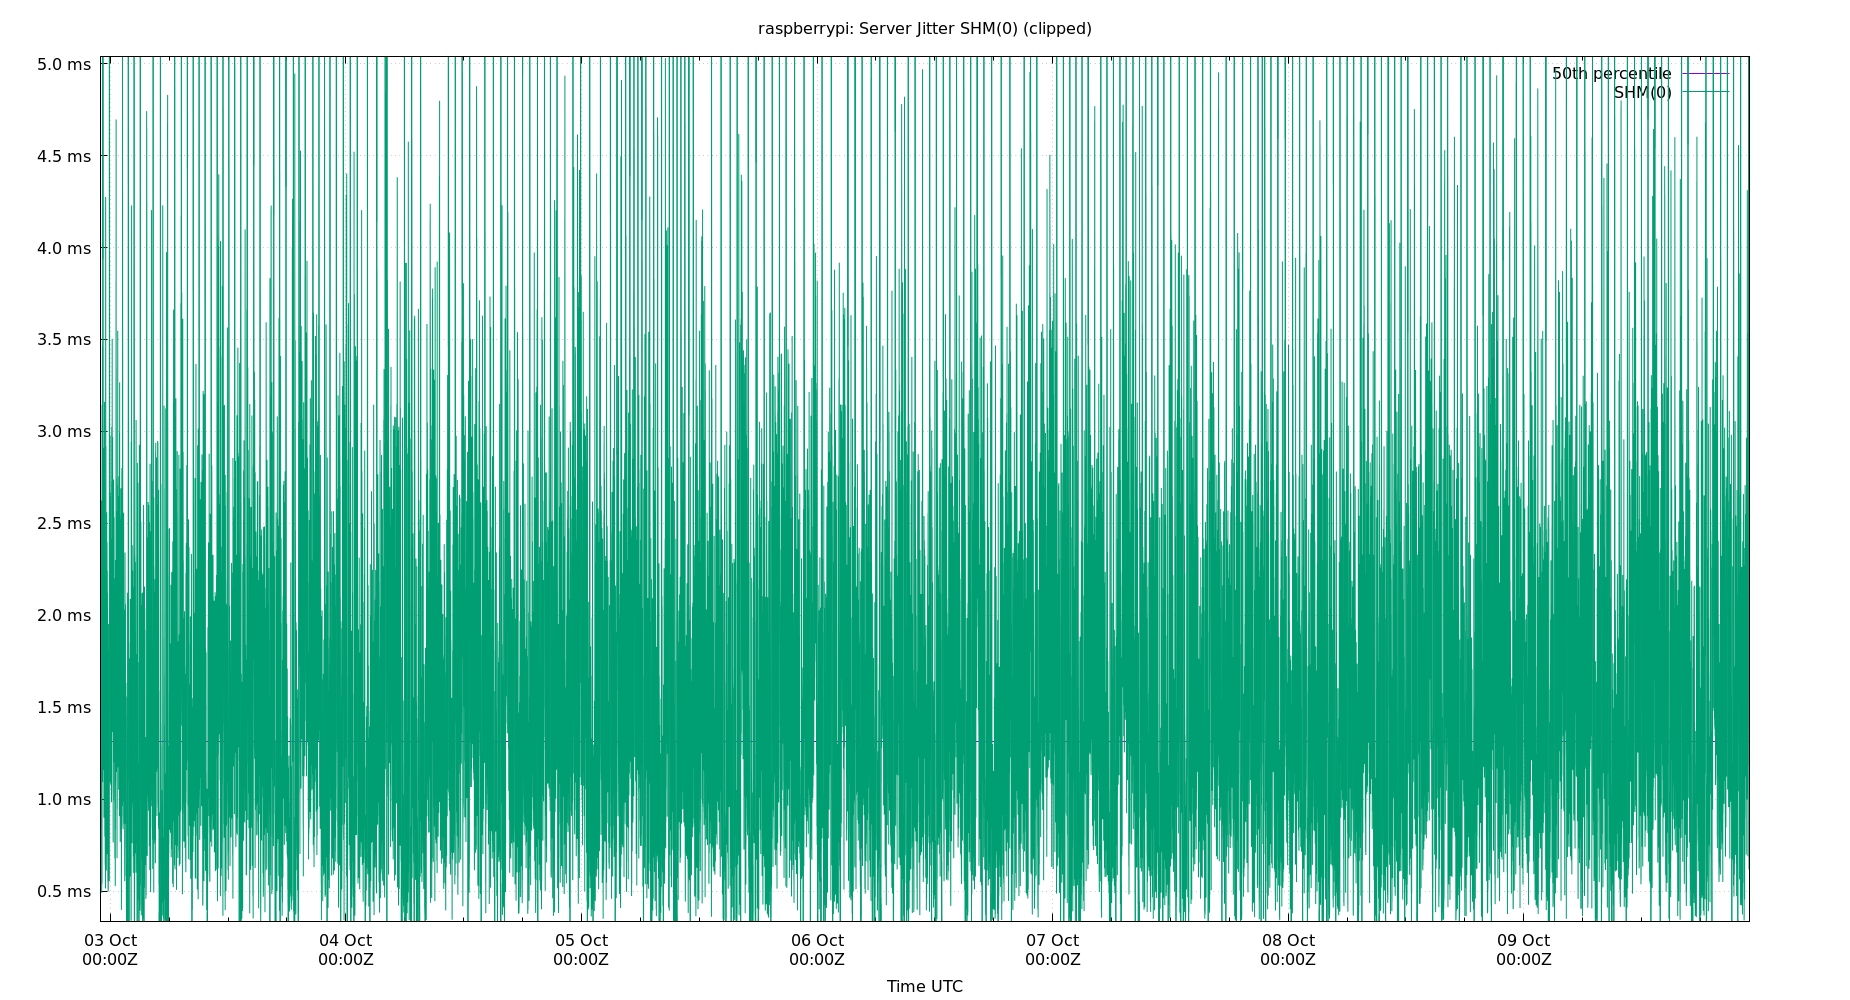 raspberrypi: Server Jitter SHM(0) (clipped)
5.0 ms
50th percentile
SHM(0)
4.5 ms
4.0 ms
3.5 ms
3.0 ms
2.5 ms
2.0 ms
1.5 ms
1.0 ms
0.5 ms
03 Oct 04 Oct 05 Oct 06 Oct 07 Oct 08 Oct 09 Oct
00:00Z 00:00Z 00:00Z 00:00Z 00:00Z 00:00Z 00:00Z
Time UTC